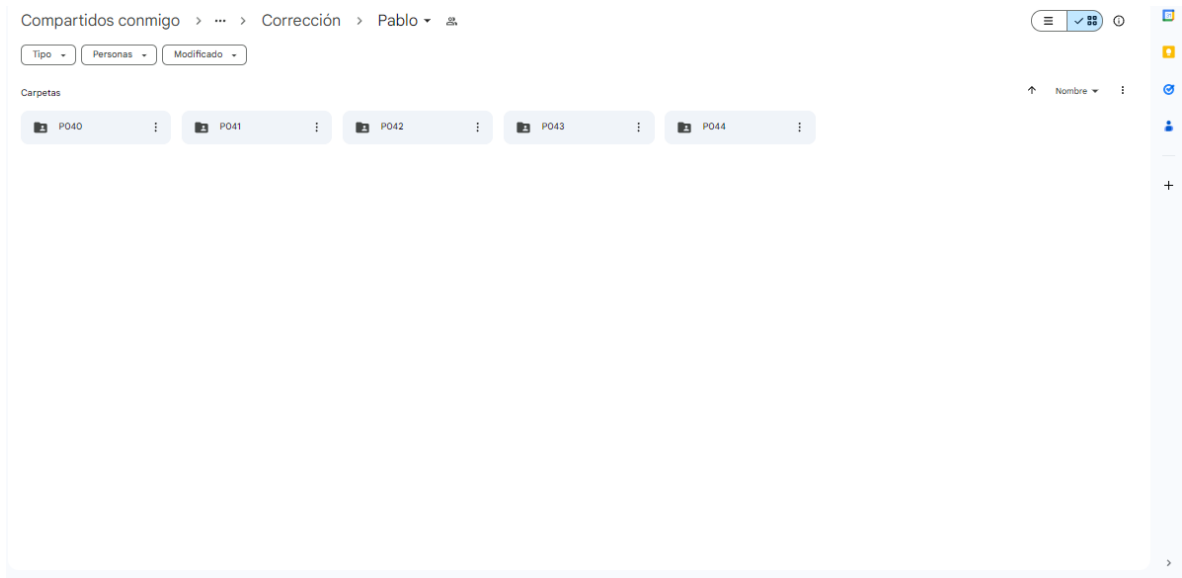 Compartidos conmigo > ... > Corrección > Pablo
Tipo Personas Modificado
Carpetas Nombre
P040 P041 P042 P043 P044